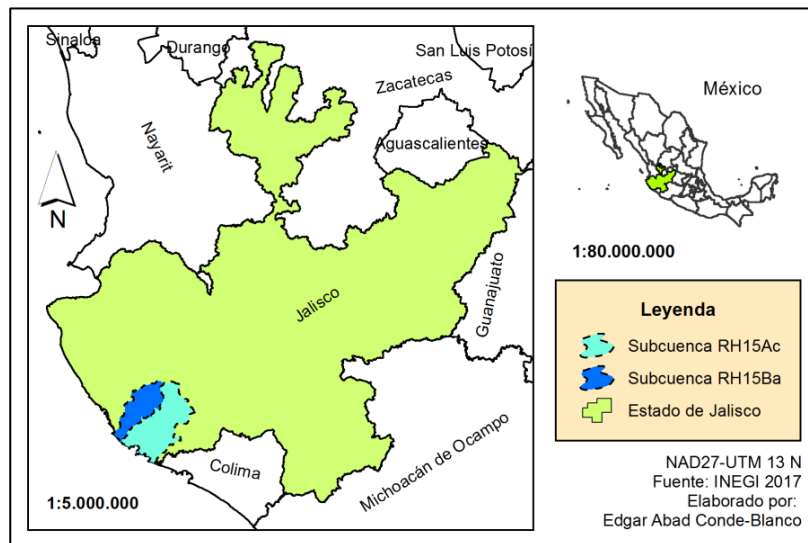 Sinaloa
Durango
San Luis Potosí
Zacatecas
Nayarit
Aguascalientes
N
Jalisco
Guanajuato
Michoacán de Ocampo
Colima
1:5.000.000
México
1:80.000.000
Leyenda
Subcuenca RH15Ac
Subcuenca RH15Ba
Estado de Jalisco
NAD27-UTM 13 N
Fuente: INEGI 2017
Elaborado por:
Edgar Abad Conde-Blanco